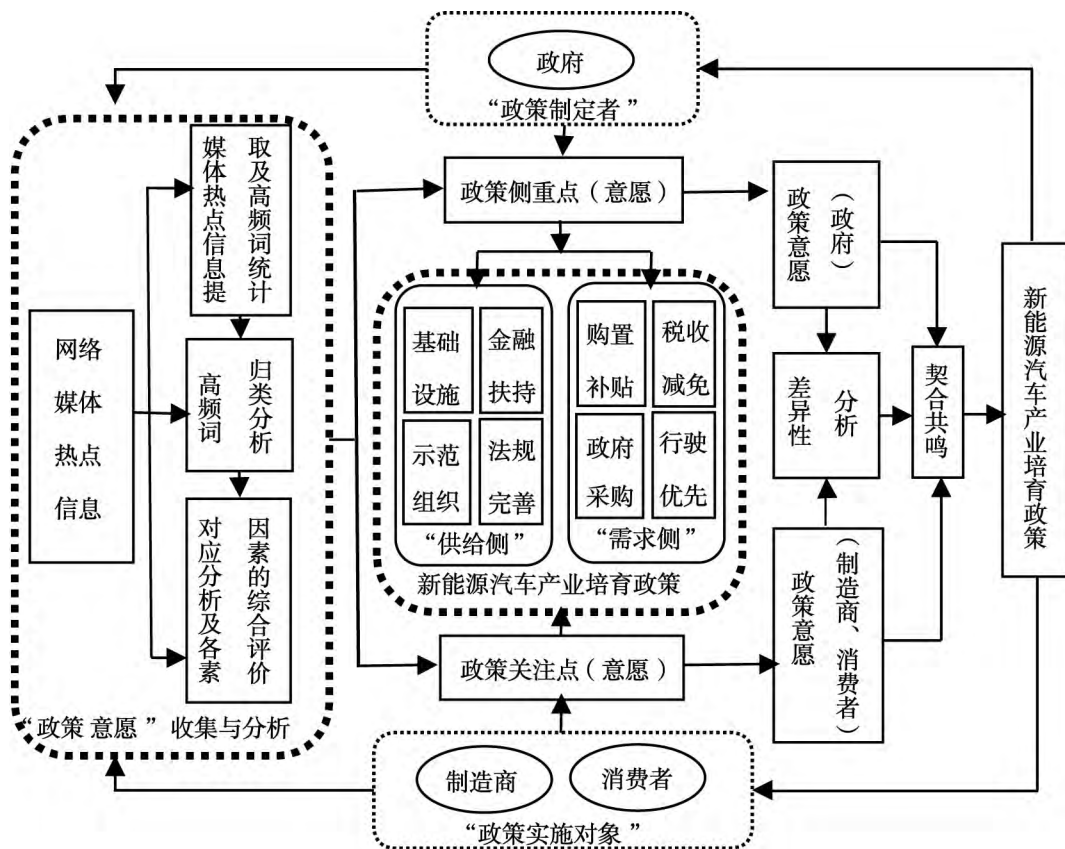 政府
“政策制定者”
媒体热点信息提
取及高频词统计
高频词
归类分析
对应分析及各素
因素的综合评价
网络
媒体
热点
信息
“政策 意愿 ”收集与分析
政策侧重点（意愿）
基础
设施
金融
扶持
示范
组织
法规
完善
“供给侧”
购置
补贴
税收
减免
政府
采购
行驶
优先
“需求侧”
新能源汽车产业培育政策
政策关注点（意愿）
制造商
消费者
“政策实施对象”
政策意愿
（政府）
差异性
分析
政策意愿
（制造商、消费者）
契合共鸣
新能源汽车产业培育政策